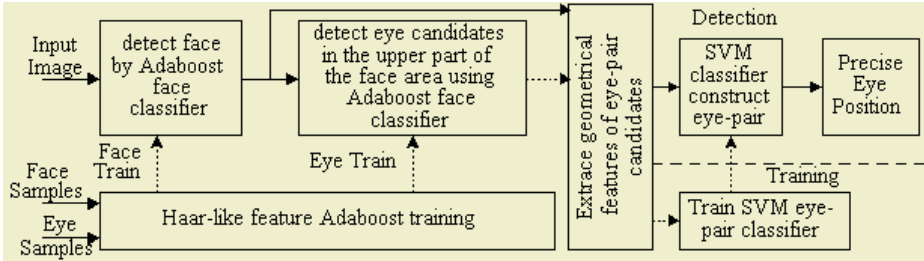 Detection
Input
Image
detect face
by Adaboost
face
classifier
detect eye candidates
in the upper part
of the face area using
Adaboost face
classifier
Extrace geometrical
features of eye-pair
candidates
SVM
classifier
construct
eye-pair
Precise
Eye
Position
Face
Train
Eye Train
Training
Face
Samples
Eye
Samples
Haar-like feature Adaboost training
Train SVM eye-
pair classifier